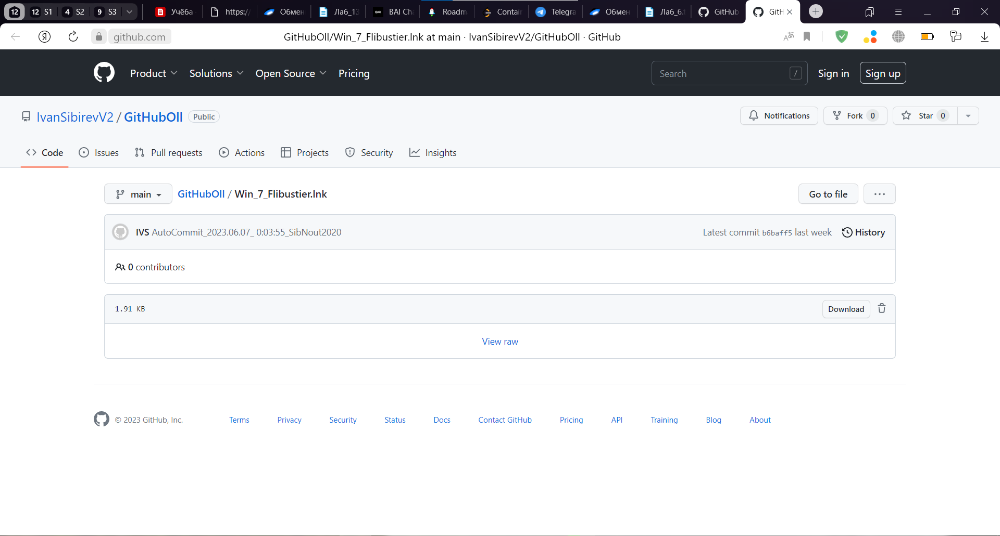 12 12 S1 4 S2 9 S3 Учёба https:/ Обмен Лаб_13 BAI Ch Roadm Contain Telegra Обмен Лаб_6. GitHub GitH
Я github.com GitHubOll/Win_7_Flibustier.lnk at main · IvanSibirevV2/GitHubOll · GitHub
Product Solutions Open Source Pricing Search / Sign in Sign up
IvanSibirevV2 / GitHubOll Public Notifications Fork 0 Star 0
Code Issues Pull requests Actions Projects Security Insights
main GitHubOll / Win_7_Flibustier.lnk Go to file ...
IVS AutoCommit_2023.06.07_ 0:03:55_SibNout2020 Latest commit b6baff5 last week History
0 contributors
1.91 KB Download
View raw
© 2023 GitHub, Inc. Terms Privacy Security Status Docs Contact GitHub Pricing API Training Blog About